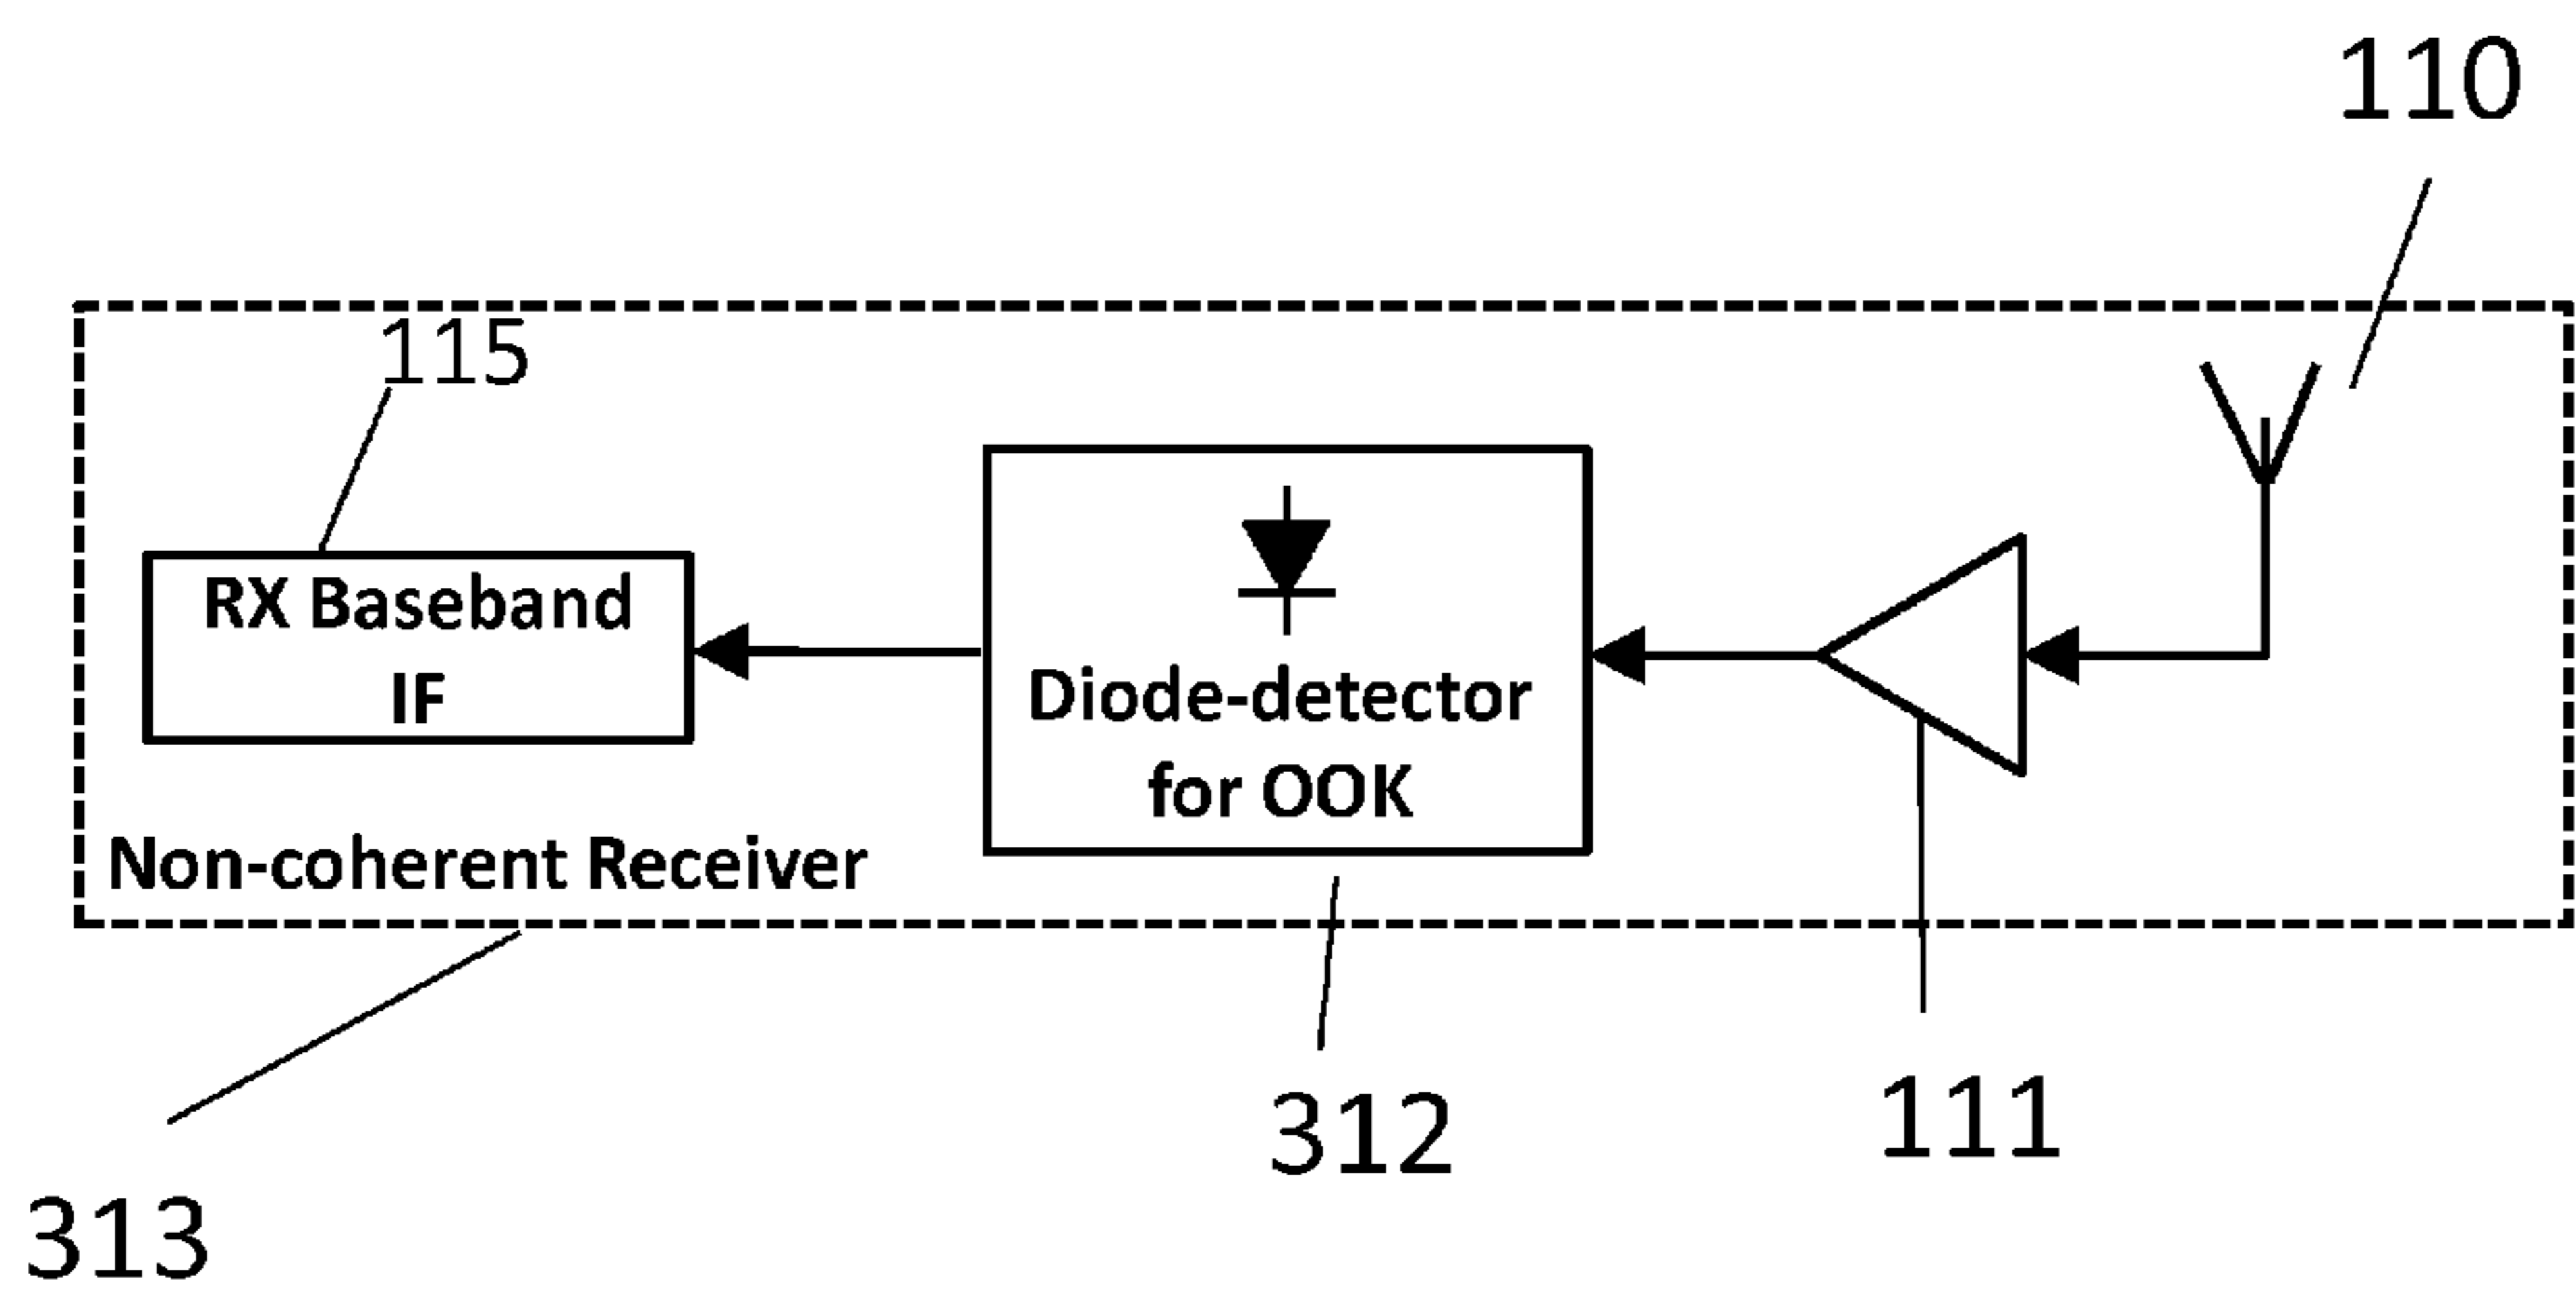 110
115
RX Baseband
IF
Diode-detector
for OOK
Non-coherent Receiver
312
111
313